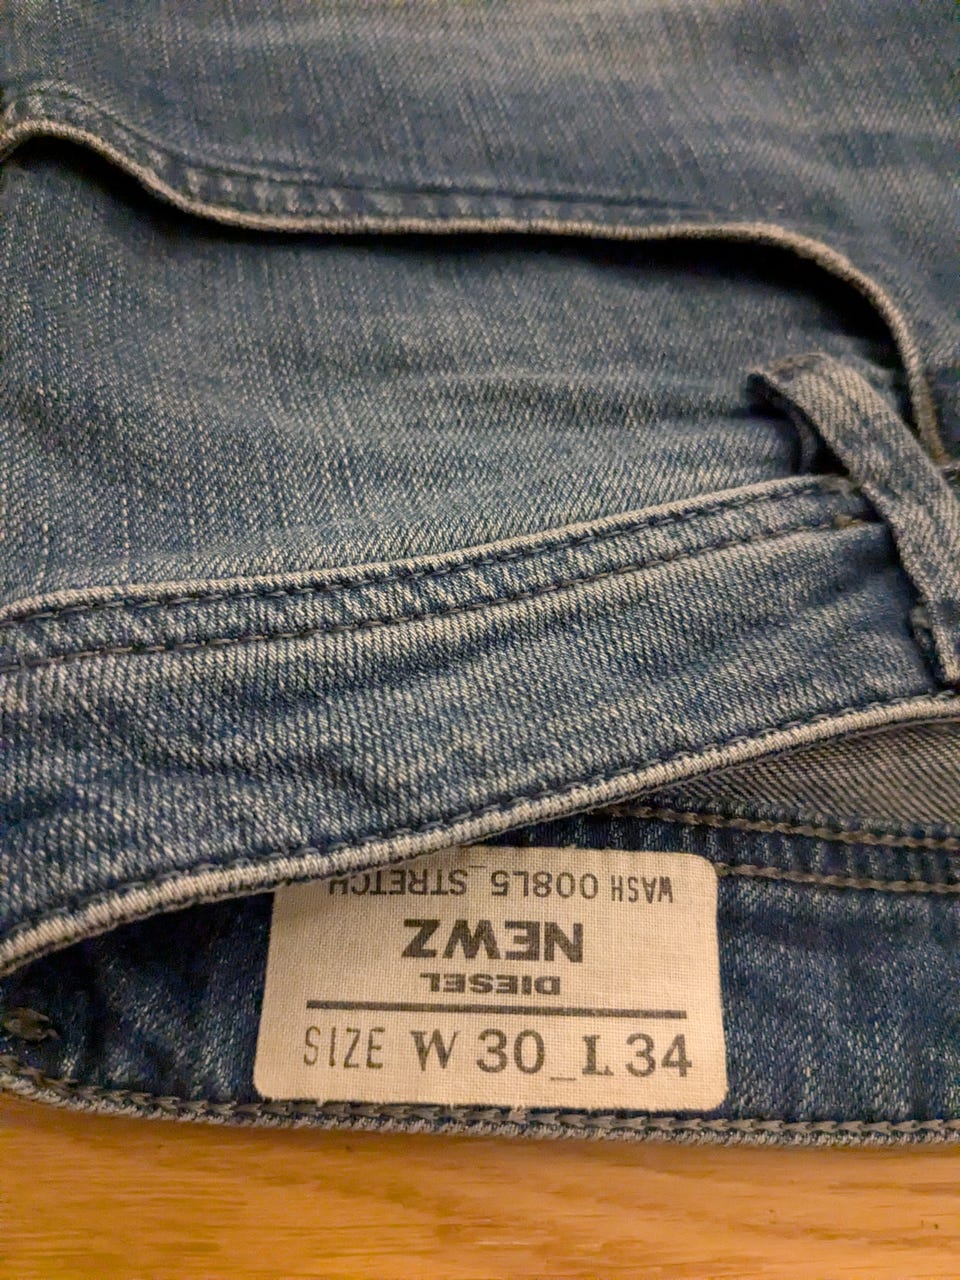 DIESEL
NEWZ
WASH 008L5_STRETCH
SIZE W 30_L 34